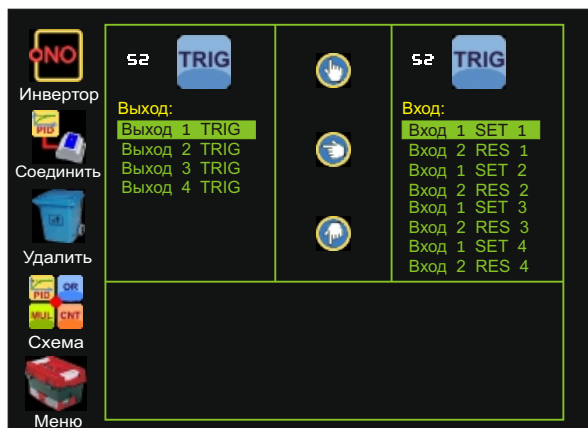 NO
Инвертор
PID
Соединить
Удалить
PID OR
MUL CNT
Схема
Меню
52 TRIG
Выход:
Выход 1 TRIG
Выход 2 TRIG
Выход 3 TRIG
Выход 4 TRIG
52 TRIG
Вход:
Вход 1 SET 1
Вход 2 RES 1
Вход 1 SET 2
Вход 2 RES 2
Вход 1 SET 3
Вход 2 RES 3
Вход 1 SET 4
Вход 2 RES 4